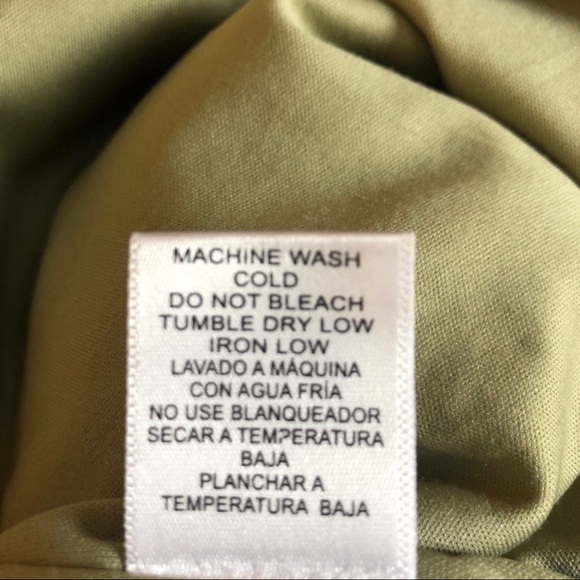 MACHINE WASH
COLD
DO NOT BLEACH
TUMBLE DRY LOW
IRON LOW
LAVADO A MÁQUINA
CON AGUA FRÍA
NO USE BLANQUEADOR
SECAR A TEMPERATURA
BAJA
PLANCHAR A
TEMPERATURA BAJA